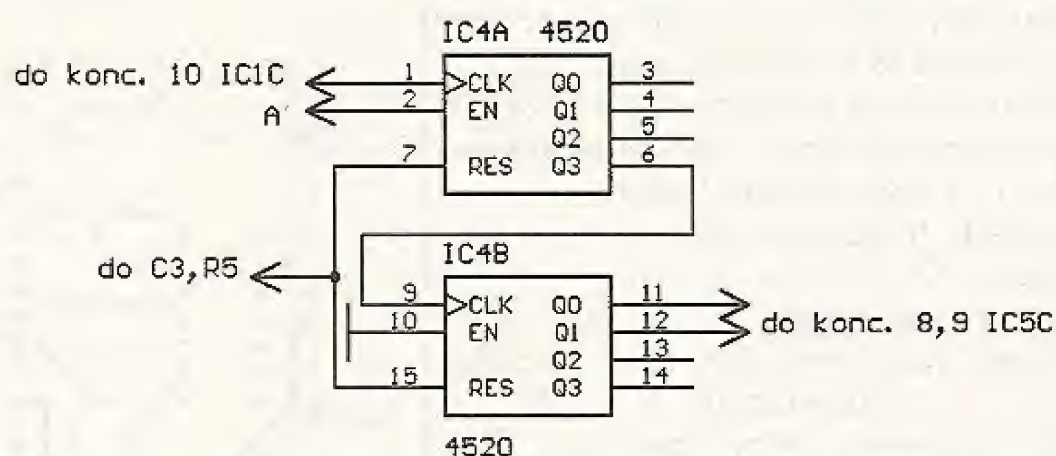 IC4A 4520
do konc. 10 IC1C
1 CLK Q0 3
A' 2 EN Q1 4
Q2 5
7 RES Q3 6
IC4B
do C3,R5
9 CLK Q0 11
10 EN Q1 12
do konc. 8,9 IC5C
Q2 13
15 RES Q3 14
4520